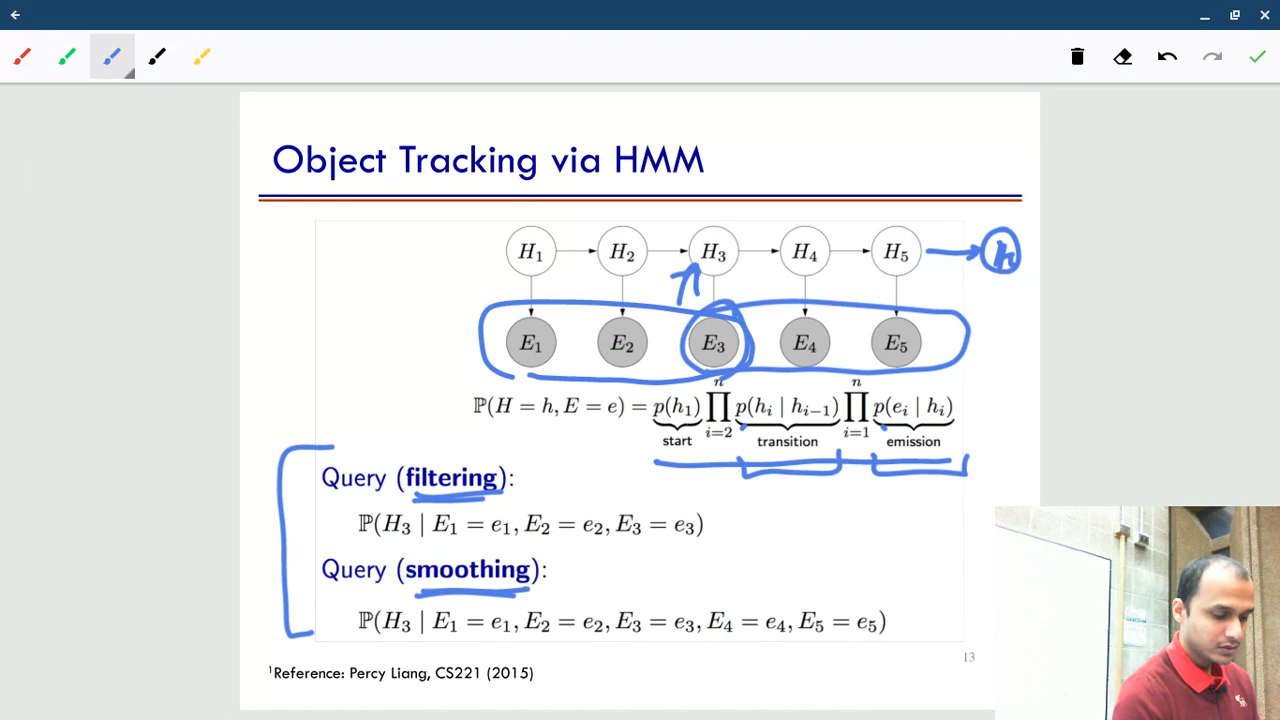 Object Tracking via HMM
H1 H2 H3 H4 H5 h
E1 E2 E3 E4 E5
ℙ(H = h, E = e) = p(h1) ∏ n i=2 p(hi | hi−1) ∏ n i=1 p(ei | hi)
start transition emission
Query (filtering):
ℙ(H3 | E1 = e1, E2 = e2, E3 = e3)
Query (smoothing):
ℙ(H3 | E1 = e1, E2 = e2, E3 = e3, E4 = e4, E5 = e5)
13
1Reference: Percy Liang, CS221 (2015)